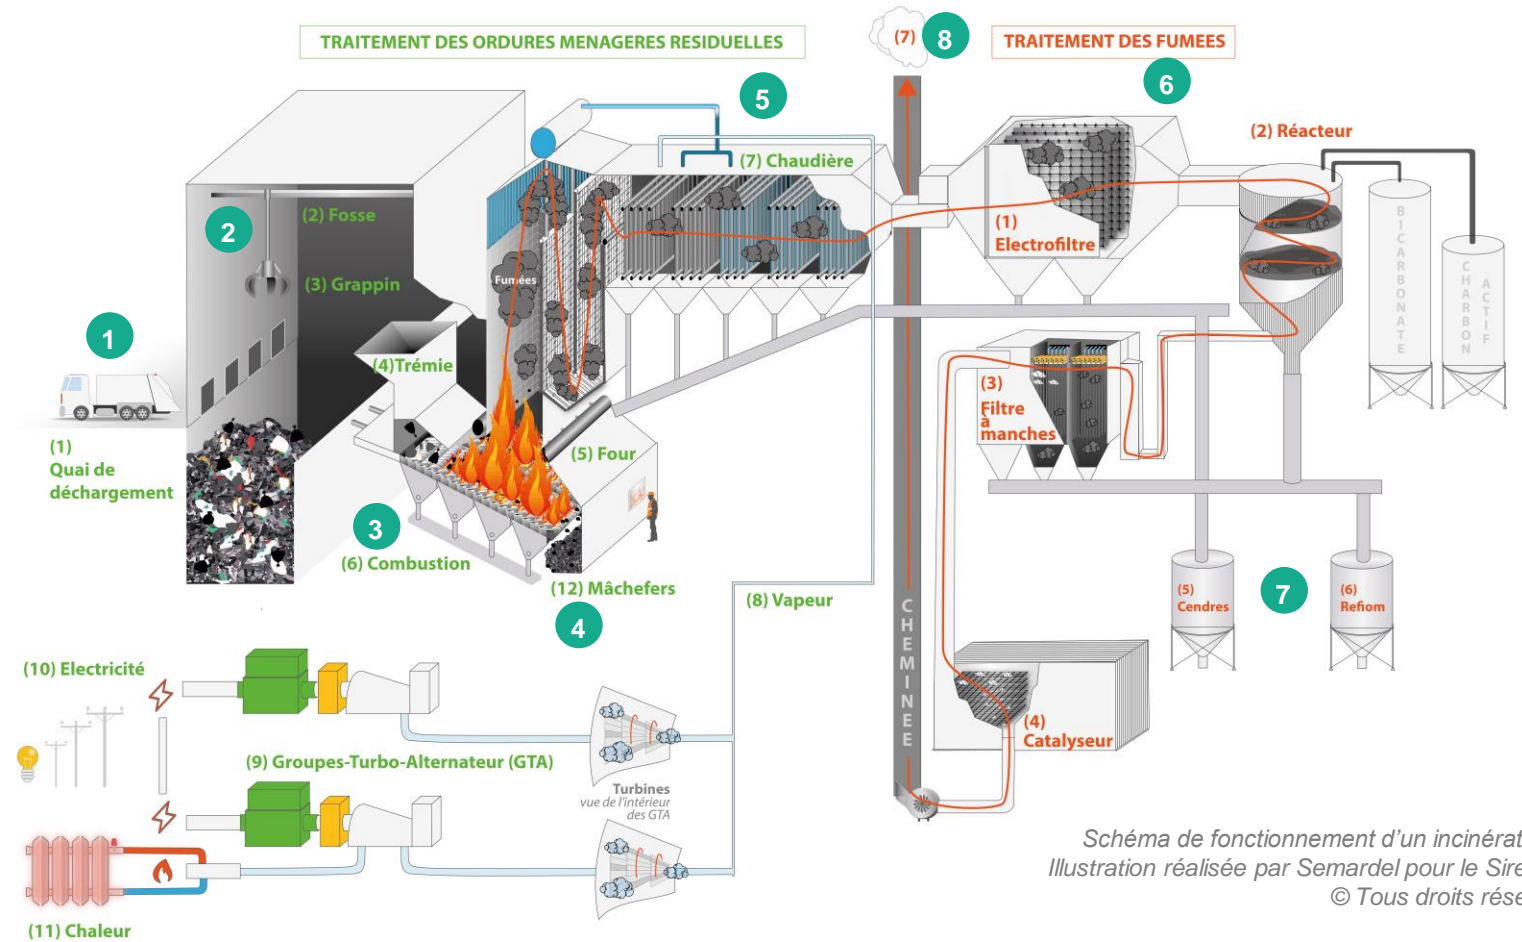 TRAITEMENT DES ORDURES MENAGERES RESIDUELLES
(7)
8
TRAITEMENT DES FUMEES
5
6
(2) Réacteur
(7) Chaudière
2
(2) Fosse
(3) Grappin
Fumées
(1)
Electrofiltre
BICARBONATE
CHARBON
ACTIF
1
(4)Trémie
(3)
Filtre
à
manches
(1)
Quai de
déchargement
(5) Four
3
(6) Combustion
(12) Mâchefers
4
(8) Vapeur
CHEMINEE
(5)
Cendres
7
(6)
Refiom
(10) Electricité
(4)
Catalyseur
(9) Groupes-Turbo-Alternateur (GTA)
Turbines
vue de l'intérieur
des GTA
8
(11) Chaleur
Schéma de fonctionnement d'un incinérat
Illustration réalisée par Semardel pour le Sire
© Tous droits rése